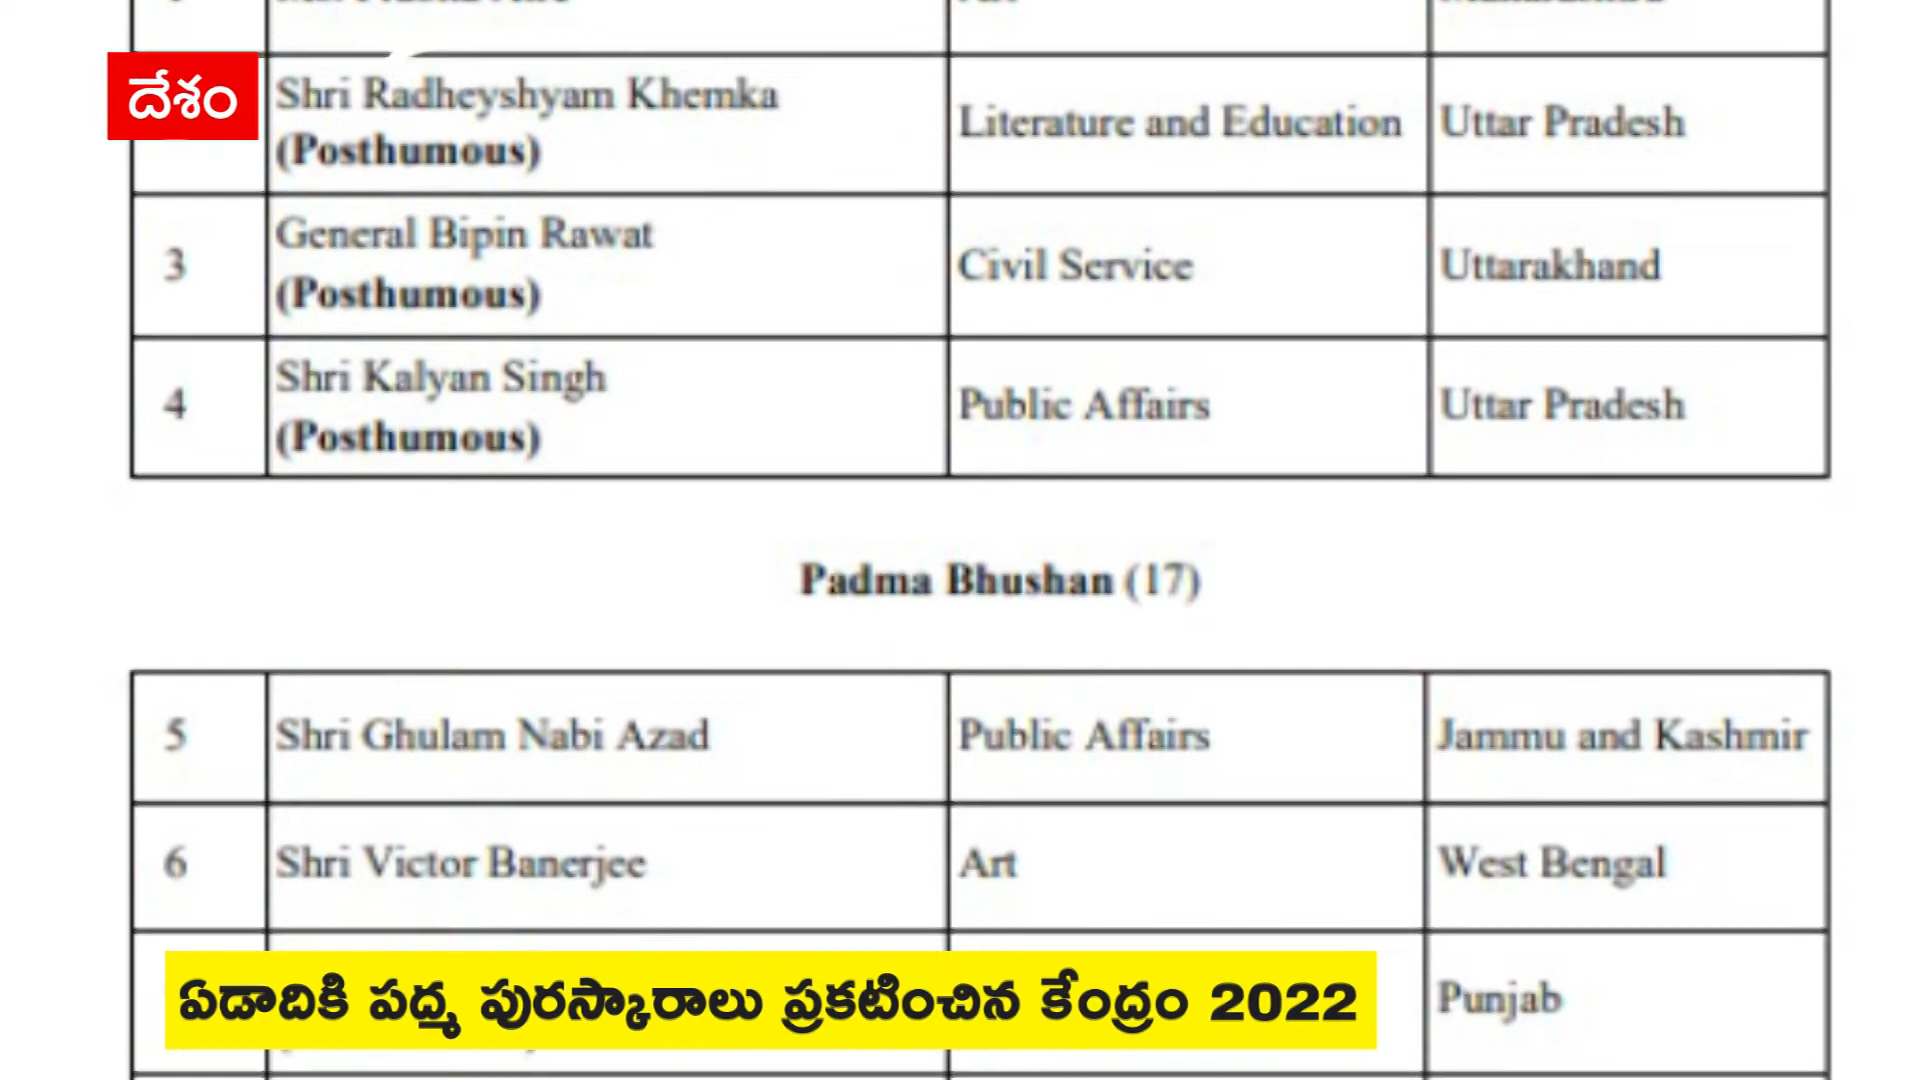 దేశం
Shri Radheyshyam Khemka
(Posthumous)
Literature and Education
Uttar Pradesh
3
General Bipin Rawat
(Posthumous)
Civil Service
Uttarakhand
4
Shri Kalyan Singh
(Posthumous)
Public Affairs
Uttar Pradesh
Padma Bhushan (17)
5
Shri Ghulam Nabi Azad
Public Affairs
Jammu and Kashmir
6
Shri Victor Banerjee
Art
West Bengal
Punjab
ఏడాదికి పద్మ పురస్కారాలు ప్రకటించిన కేంద్రం 2022